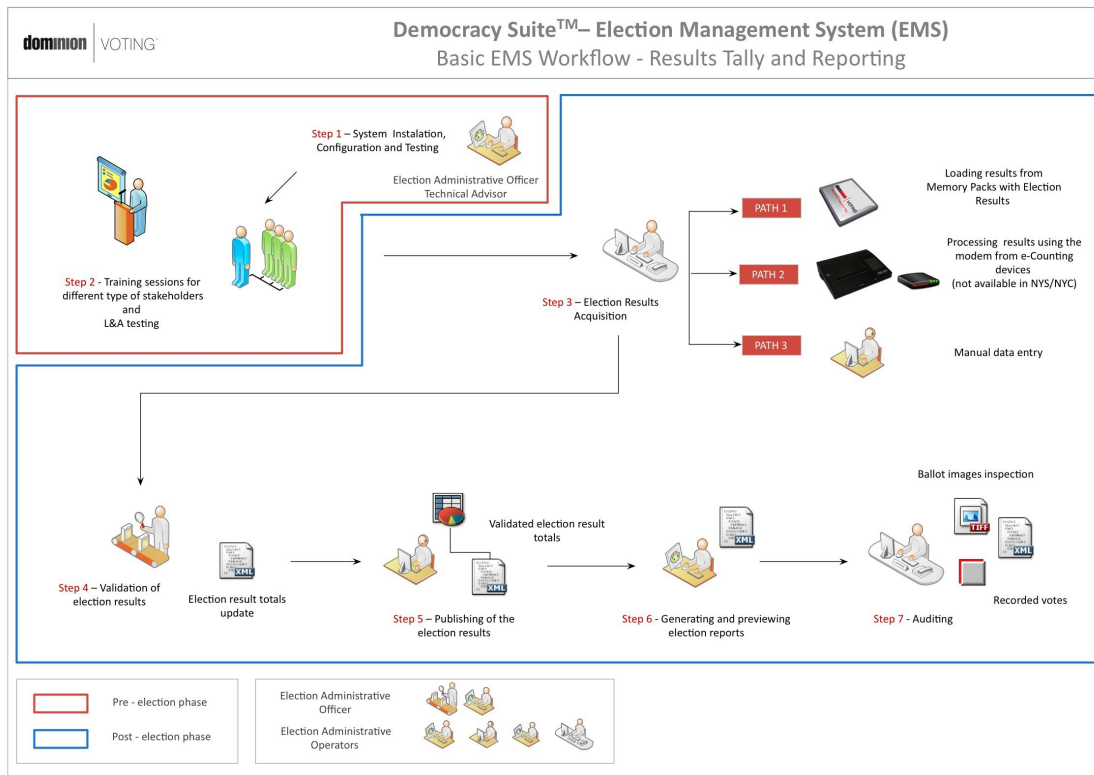 dominion VOTING
Democracy Suite™– Election Management System (EMS)
Basic EMS Workflow - Results Tally and Reporting
Step 1 – System Instalation,
Configuration and Testing
Election Administrative Officer
Technical Advisor
Step 2 - Training sessions for
different type of stakeholders
and
L&A testing
Step 3 – Election Results
Acquisition
PATH 1
Loading results from
Memory Packs with Election
Results
PATH 2
Processing results using the
modem from e-Counting
devices
(not available in NYS/NYC)
PATH 3
Manual data entry
Step 4 – Validation of
election results
XML
Election result totals
update
XML
Validated election result
totals
Step 5 – Publishing of the
election results
XML
Step 6 - Generating and previewing
election reports
Ballot images inspection
TIFF
XML
Recorded votes
Step 7 - Auditing
Pre - election phase
Post - election phase
Election Administrative
Officer
Election Administrative
Operators